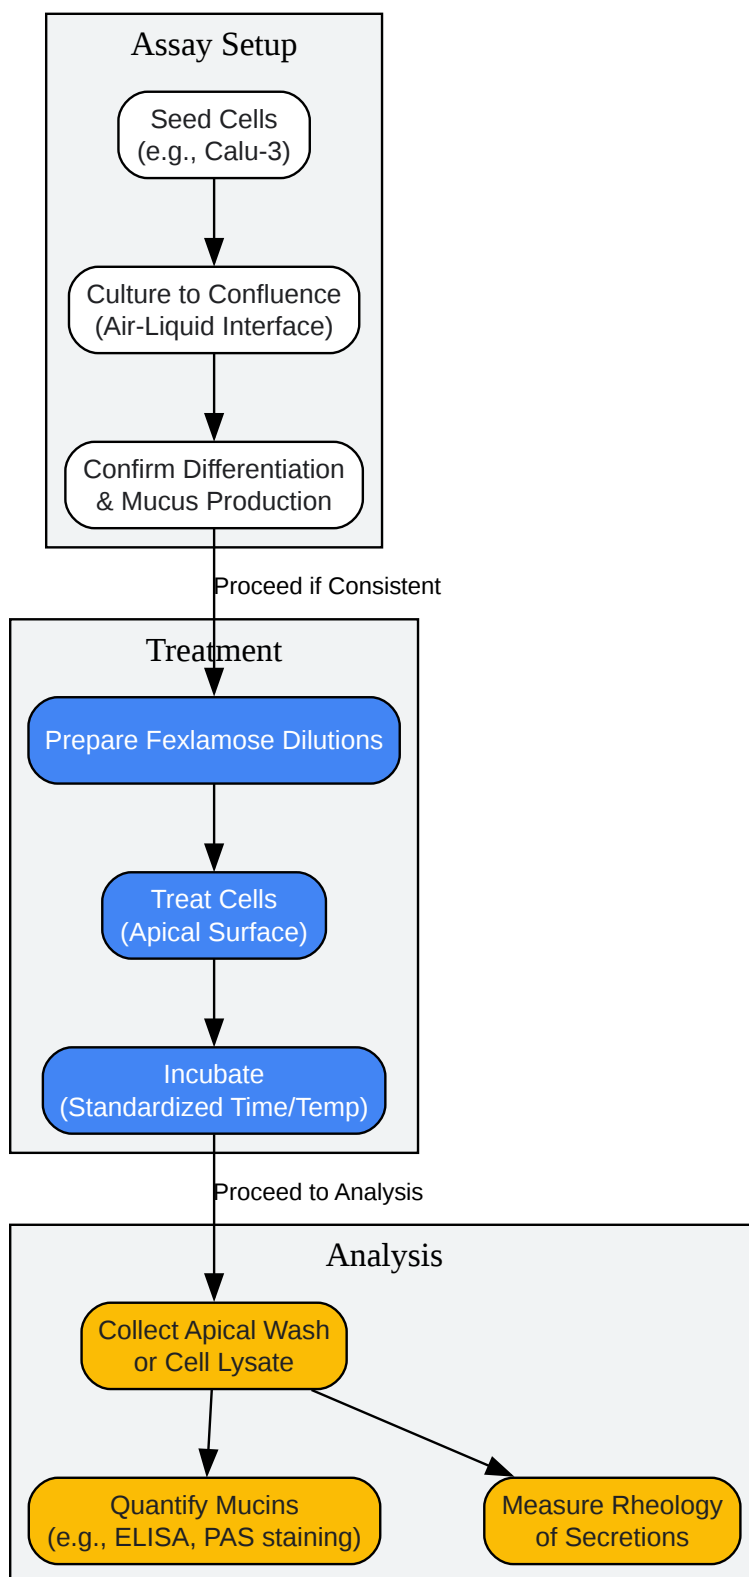 Assay Setup
Seed Cells
(e.g., Calu-3)
Culture to Confluence
(Air-Liquid Interface)
Confirm Differentiation
& Mucus Production
Proceed if Consistent
Treatment
Prepare Fexlamose Dilutions
Treat Cells
(Apical Surface)
Incubate
(Standardized Time/Temp)
Proceed to Analysis
Analysis
Collect Apical Wash
or Cell Lysate
Quantify Mucins
(e.g., ELISA, PAS staining)
Measure Rheology
of Secretions